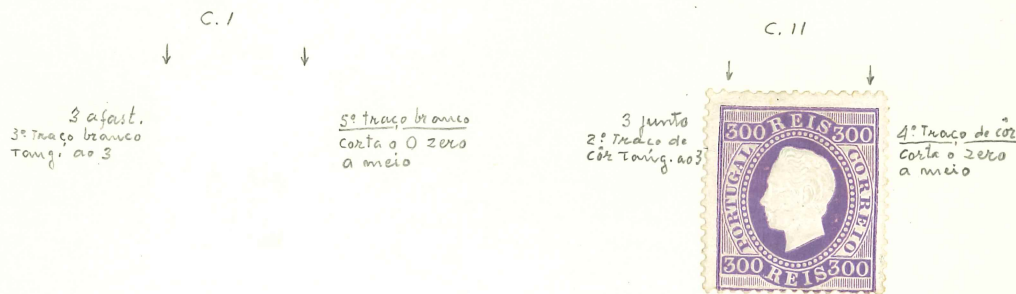 C. I
3 afast.
3º Traço branco
Tang. ao 3
5º traço branco
corta o 0 zero
a meio
C. II
3 junto
2º Traço de
côr Tang. ao 3
4º Traço de côr
corta o zero
a meio
300 REIS 300
PORTUGAL
CORREIO
300 REIS 300